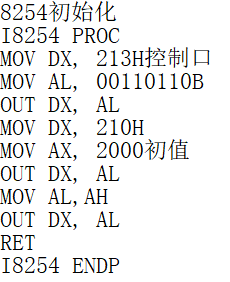 8254初始化
I8254 PROC
MOV DX, 213H控制口
MOV AL, 00110110B
OUT DX, AL
MOV DX, 210H
MOV AX, 2000初值
OUT DX, AL
MOV AL,AH
OUT DX, AL
RET
I8254 ENDP